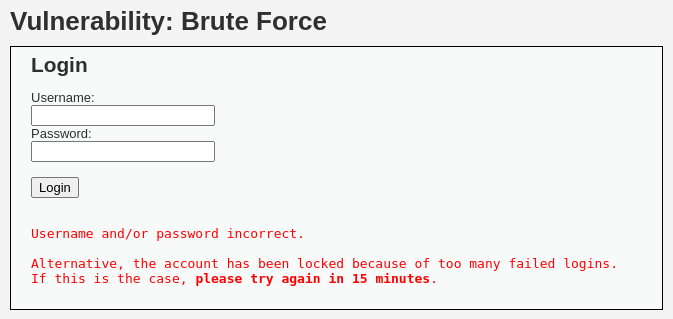 Vulnerability: Brute Force
Login
Username:
Password:
Login
Username and/or password incorrect.
Alternative, the account has been locked because of too many failed logins.
If this is the case, please try again in 15 minutes.